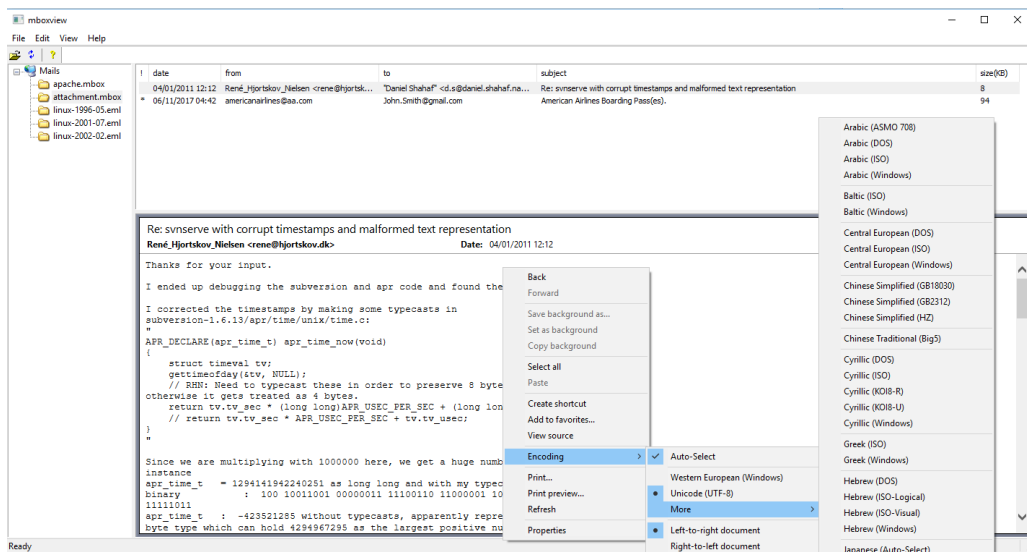 mboxview
File Edit View Help
Mails
apache.mbox
attachment.mbox
linux-1996-05.eml
linux-2001-07.eml
linux-2002-02.eml
! date from to subject size(KB)
04/01/2011 12:12 René_Hjortskov_Nielsen <rene@hjortsk... "Daniel Shahaf" <d.s@daniel.shahaf.na... Re: svnserve with corrupt timestamps and malformed text representation 8
* 06/11/2017 04:42 americanairlines@aa.com John.Smith@gmail.com American Airlines Boarding Pass(es). 94
Re: svnserve with corrupt timestamps and malformed text representation
René_Hjortskov_Nielsen <rene@hjortskov.dk> Date: 04/01/2011 12:12
Thanks for your input.
I ended up debugging the subversion and apr code and found the
I corrected the timestamps by making some typecasts in
subversion-1.6.13/apr/time/unix/time.c:
"
APR_DECLARE(apr_time_t) apr_time_now(void)
{
struct timeval tv;
gettimeofday(&tv, NULL);
// RHN: Need to typecast these in order to preserve 8 byte
otherwise it gets treated as 4 bytes.
return tv.tv_sec * (long long)APR_USEC_PER_SEC + (long lon
// return tv.tv_sec * APR_USEC_PER_SEC + tv.tv_usec;
}
"
Since we are multiplying with 1000000 here, we get a huge numb
instance
apr_time_t = 1294141942240251 as long long and with my typec
binary : 100 10011001 00000011 11100110 11000001 10
11111011
apr_time_t : -423521285 without typecasts, apparently repre
byte type which can hold 4294967295 as the largest positive nu
Back
Forward
Save background as...
Set as background
Copy background
Select all
Paste
Create shortcut
Add to favorites...
View source
Encoding
Print...
Print preview...
Refresh
Properties
Auto-Select
Western European (Windows)
Unicode (UTF-8)
More
Left-to-right document
Right-to-left document
Arabic (ASMO 708)
Arabic (DOS)
Arabic (ISO)
Arabic (Windows)
Baltic (ISO)
Baltic (Windows)
Central European (DOS)
Central European (ISO)
Central European (Windows)
Chinese Simplified (GB18030)
Chinese Simplified (GB2312)
Chinese Simplified (HZ)
Chinese Traditional (Big5)
Cyrillic (DOS)
Cyrillic (ISO)
Cyrillic (KOI8-R)
Cyrillic (KOI8-U)
Cyrillic (Windows)
Greek (ISO)
Greek (Windows)
Hebrew (DOS)
Hebrew (ISO-Logical)
Hebrew (ISO-Visual)
Hebrew (Windows)
Japanese (Auto-Select)
Ready